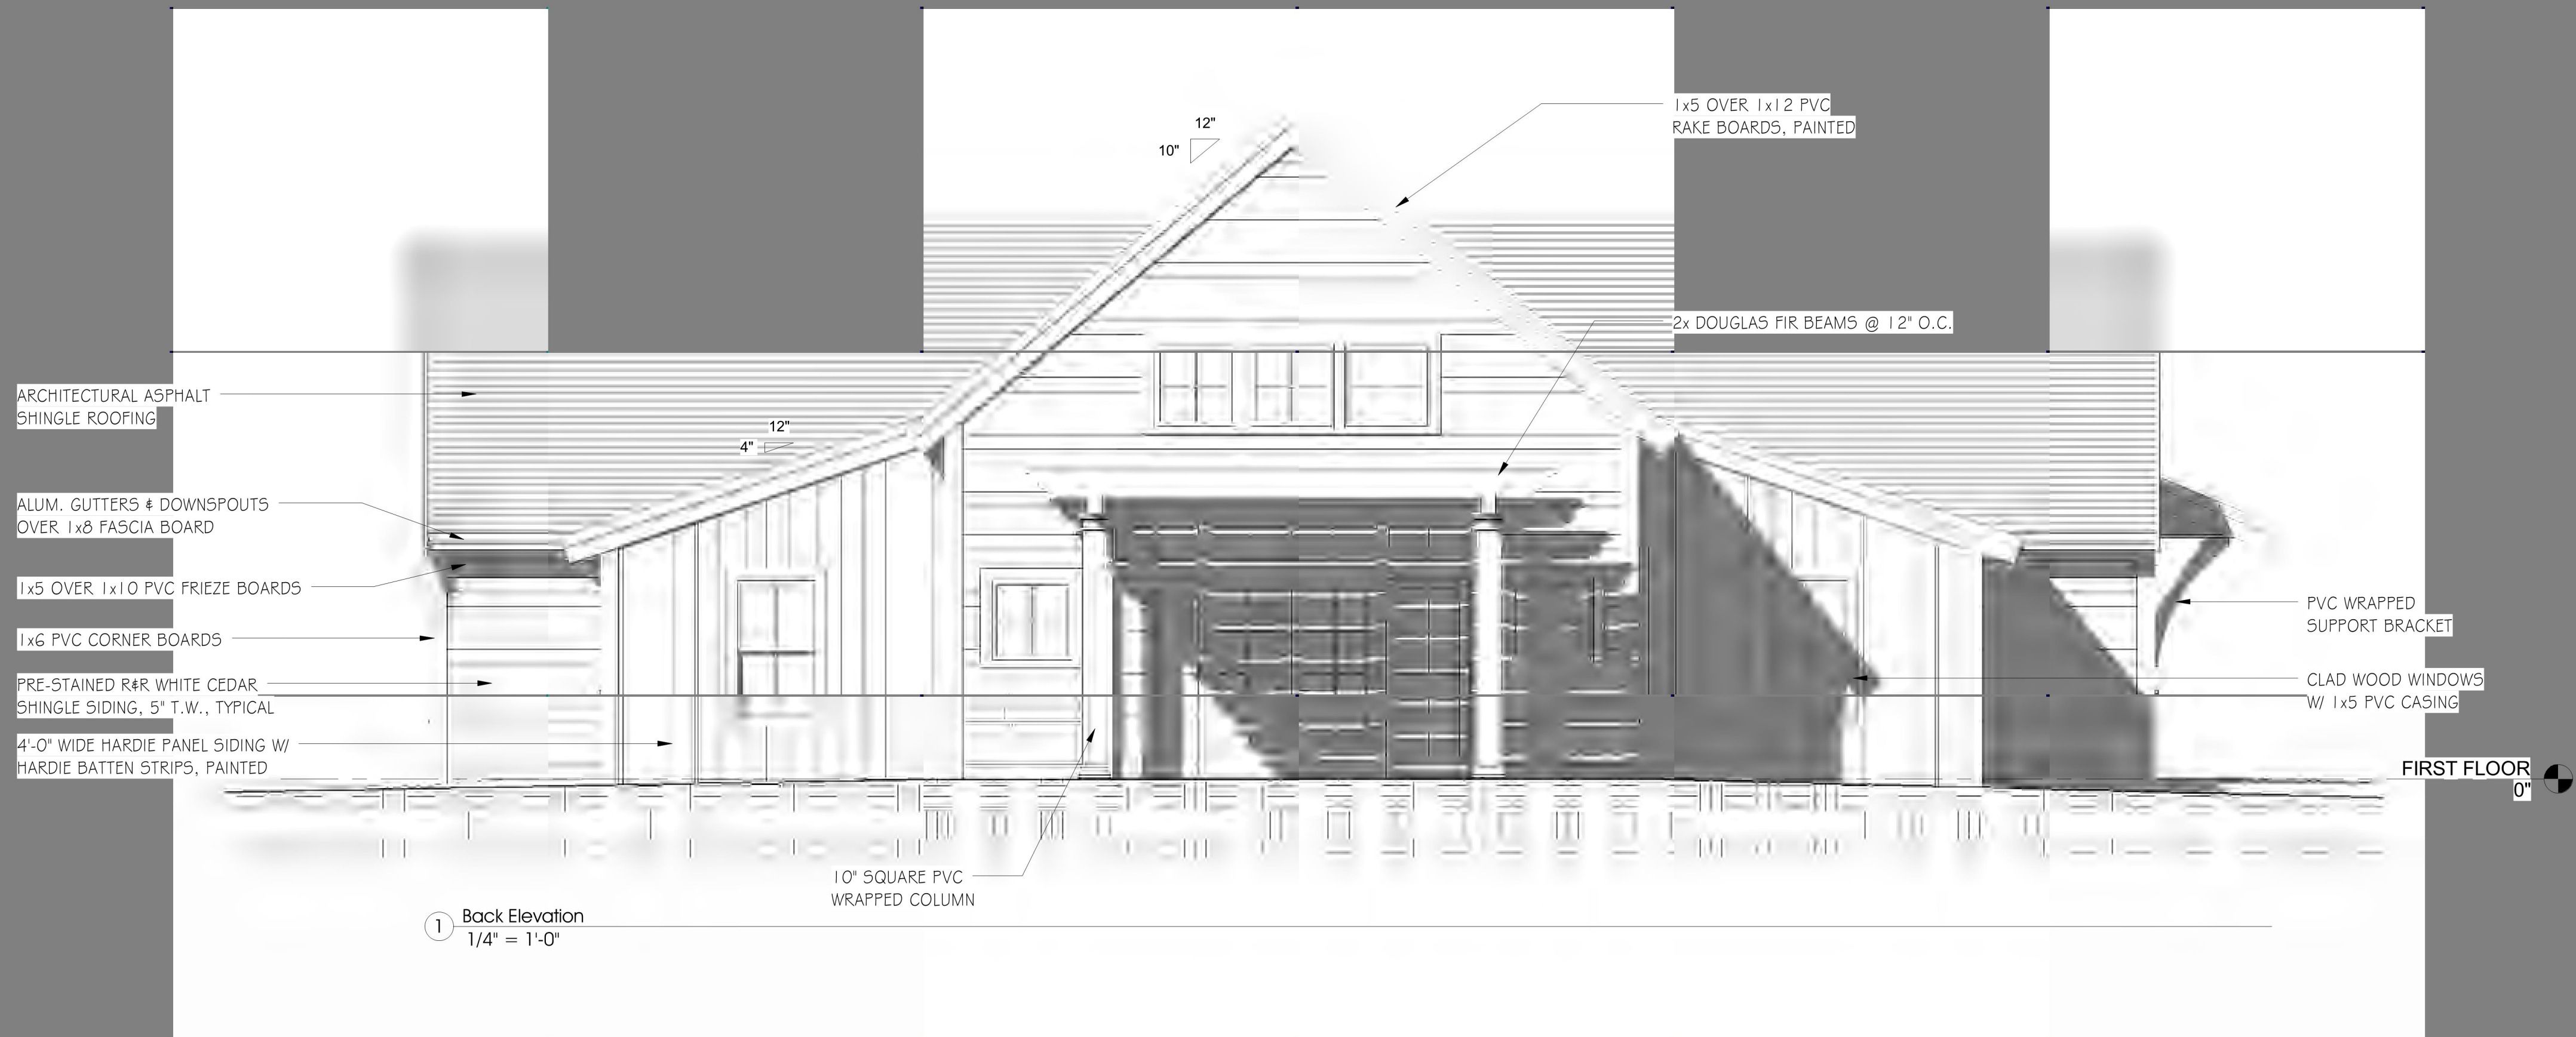 12"
10"
1x5 OVER 1x12 PVC
RAKE BOARDS, PAINTED
2x DOUGLAS FIR BEAMS @ 12" O.C.
ARCHITECTURAL ASPHALT
SHINGLE ROOFING
12"
4"
ALUM. GUTTERS & DOWNSPOUTS
OVER 1x8 FASCIA BOARD
1x5 OVER 1x10 PVC FRIEZE BOARDS
1x6 PVC CORNER BOARDS
PRE-STAINED R&R WHITE CEDAR
SHINGLE SIDING, 5" T.W., TYPICAL
4'-0" WIDE HARDIE PANEL SIDING W/
HARDIE BATTEN STRIPS, PAINTED
PVC WRAPPED
SUPPORT BRACKET
CLAD WOOD WINDOWS
W/ 1x5 PVC CASING
FIRST FLOOR
0"
10" SQUARE PVC
WRAPPED COLUMN
1
Back Elevation
1/4" = 1'-0"